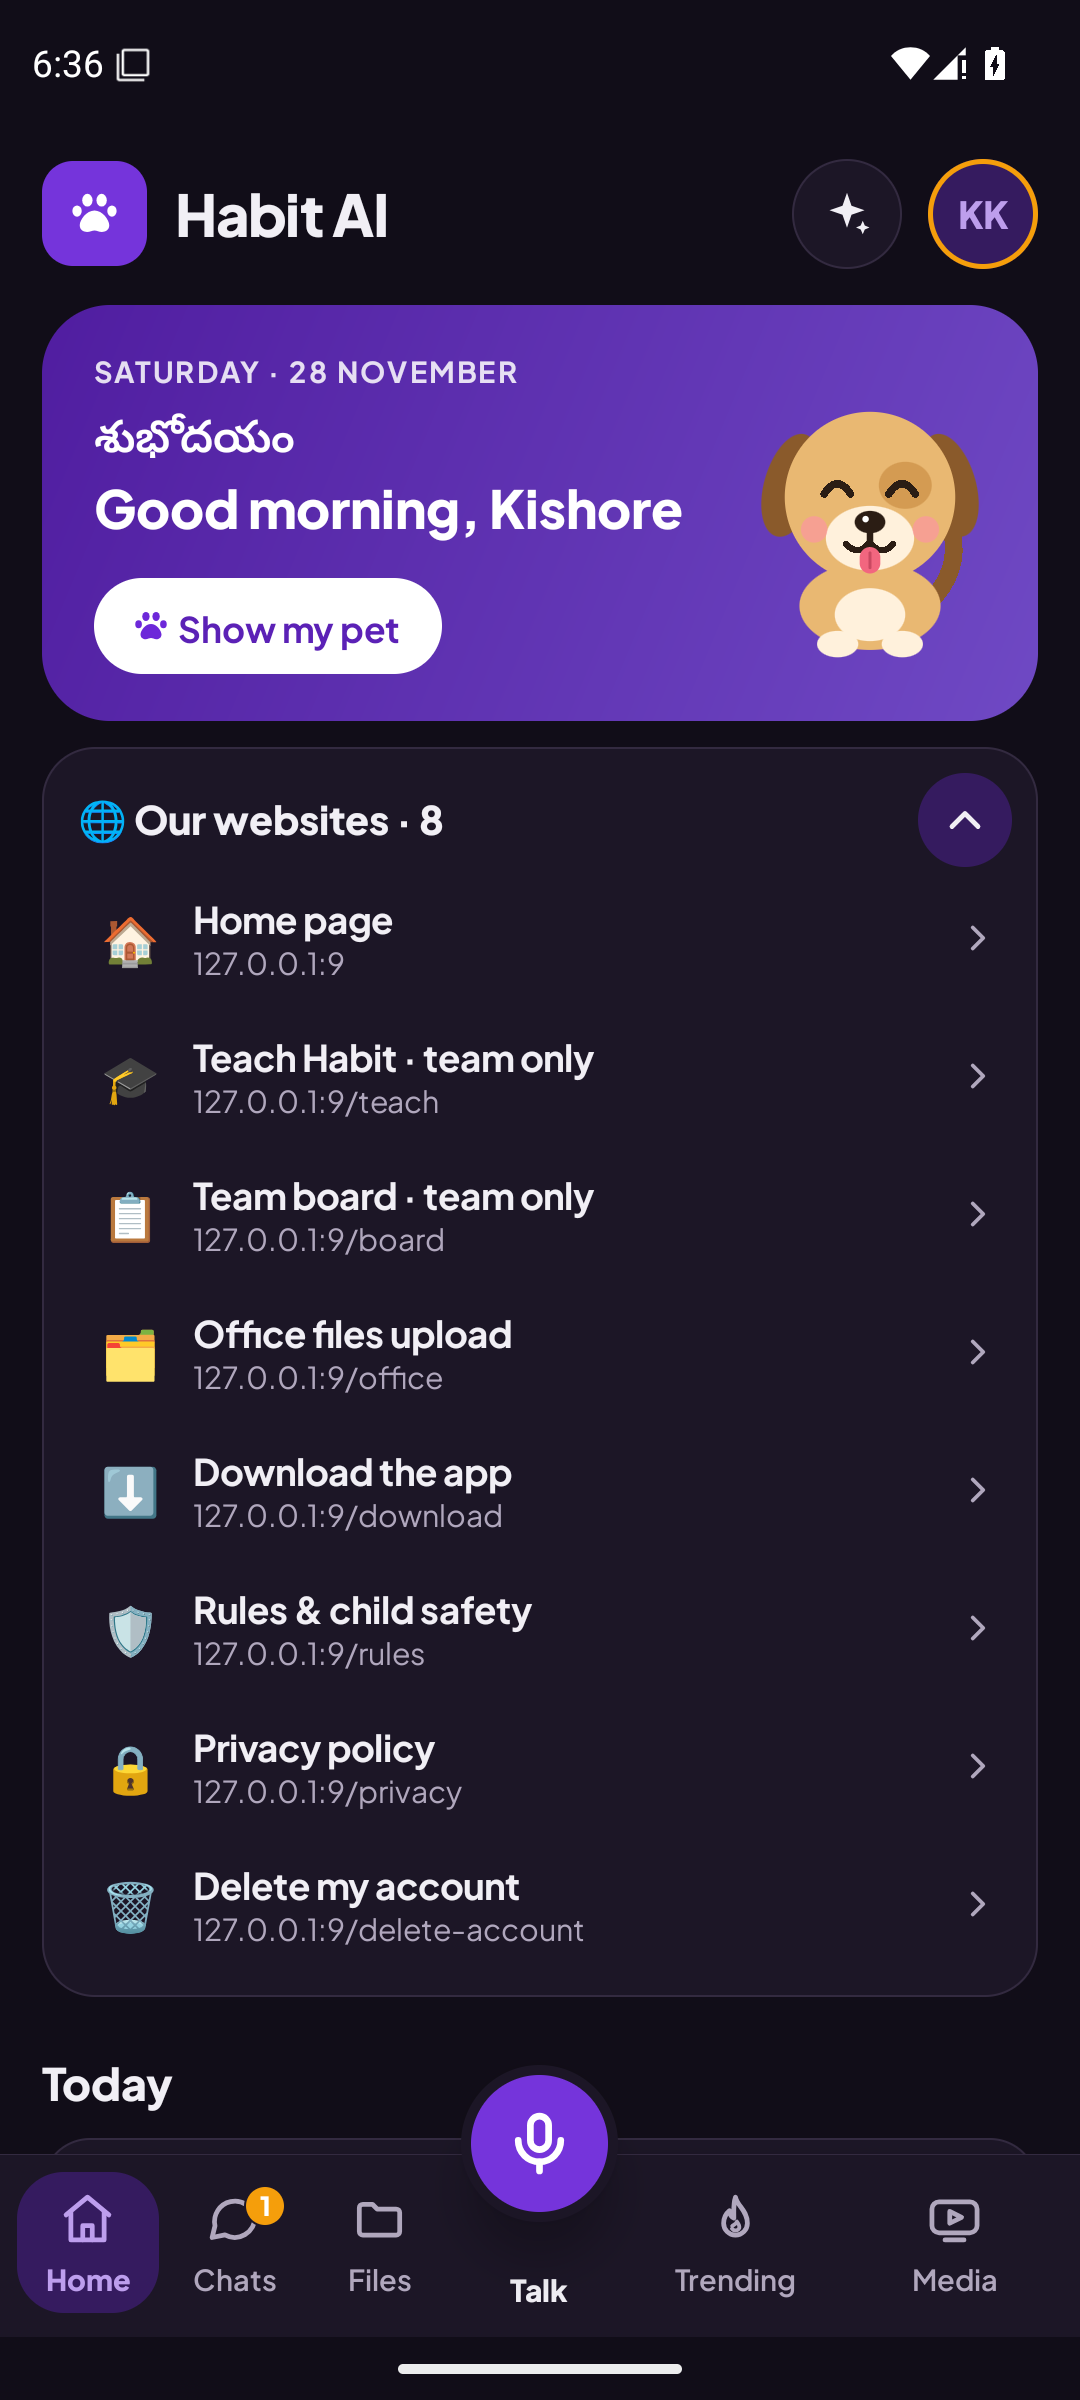 6:36
Habit AI
KK
SATURDAY · 28 NOVEMBER
శుభోదయం
Good morning, Kishore
Show my pet
Our websites · 8
Home page
127.0.0.1:9
Teach Habit · team only
127.0.0.1:9/teach
Team board · team only
127.0.0.1:9/board
Office files upload
127.0.0.1:9/office
Download the app
127.0.0.1:9/download
Rules & child safety
127.0.0.1:9/rules
Privacy policy
127.0.0.1:9/privacy
Delete my account
127.0.0.1:9/delete-account
Today
1
Home
Chats
Files
Talk
Trending
Media